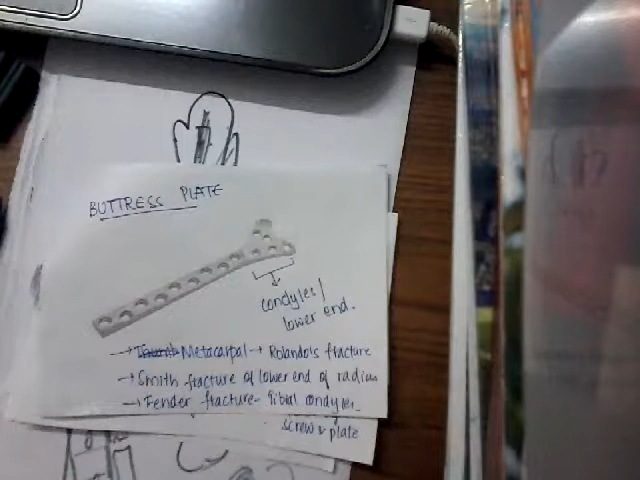 BUTTRESS PLATE
condyles/
lower end.
→ Metacarpal → Rolando's fracture
→ Smith fracture of lower end of radius
→ Fender fracture - Tibial condyles
screw & plate